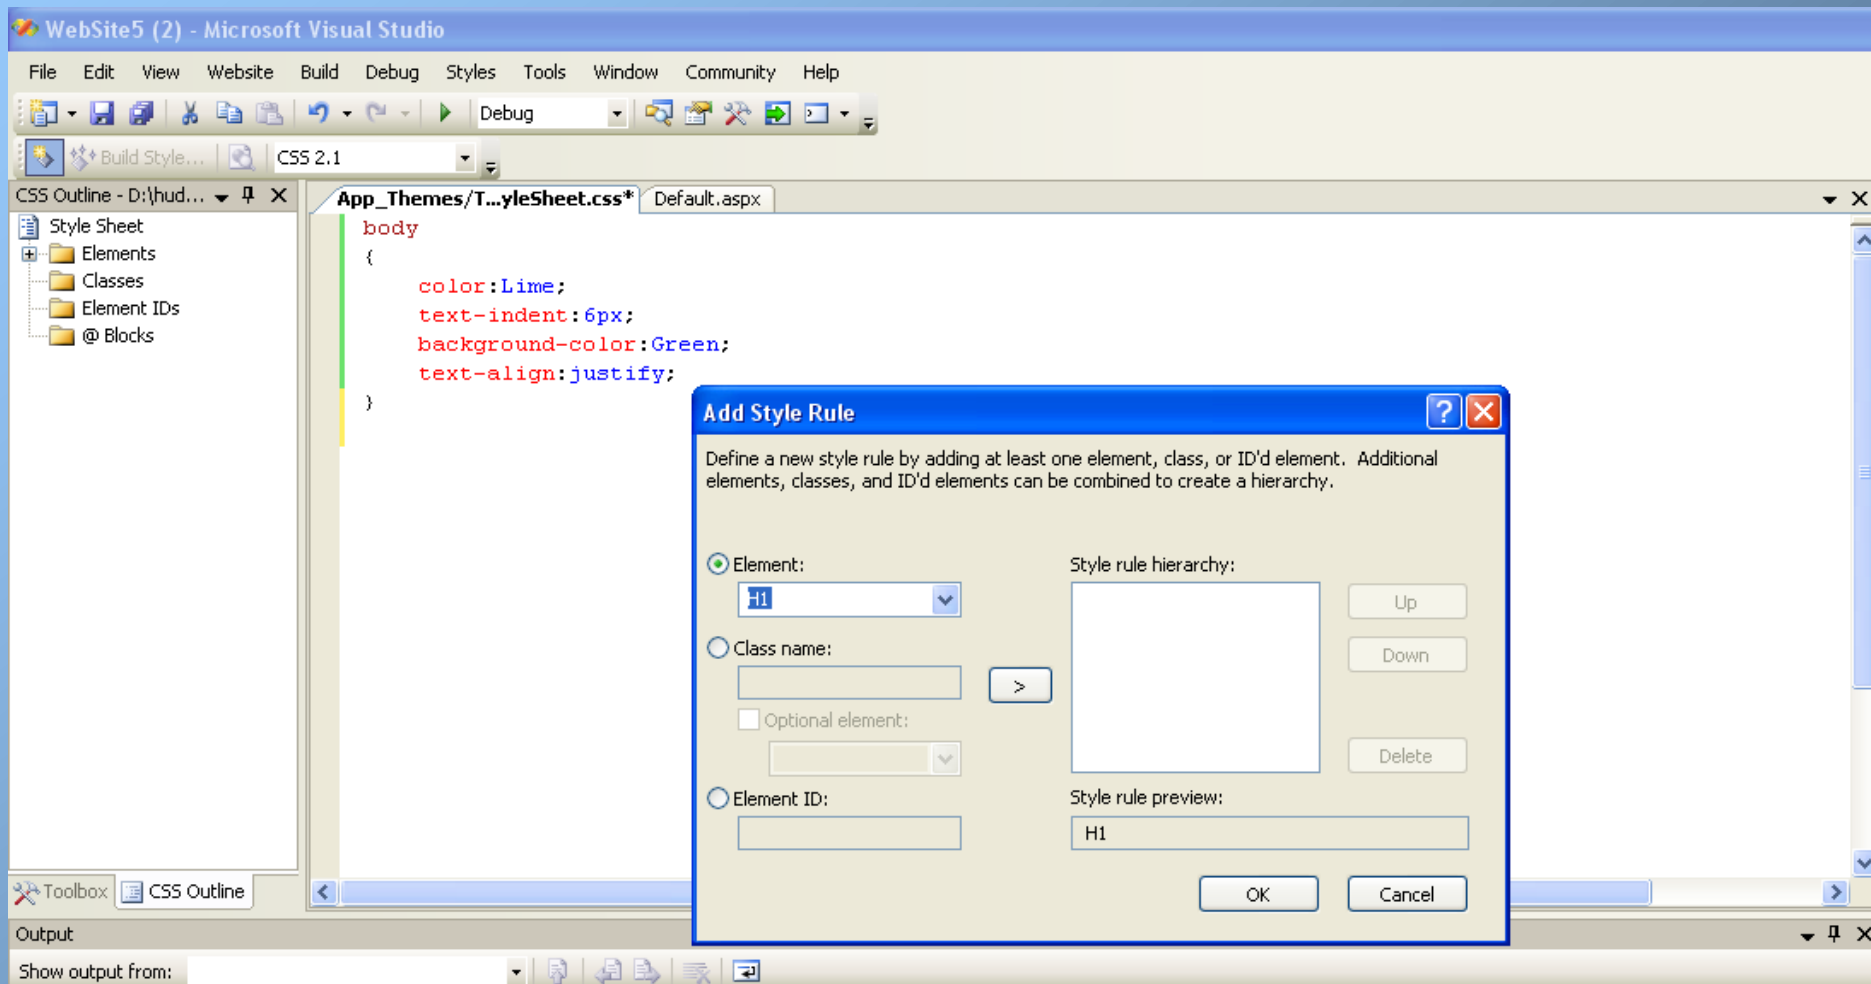 WebSite5 (2) - Microsoft Visual Studio
File Edit View Website Build Debug Styles Tools Window Community Help
Debug
Build Style... CSS 2.1
CSS Outline - D:\hud...
App_Themes/T...yleSheet.css* Default.aspx
Style Sheet
Elements
Classes
Element IDs
@ Blocks
body
{
color:Lime;
text-indent:6px;
background-color:Green;
text-align:justify;
}
Add Style Rule
Define a new style rule by adding at least one element, class, or ID'd element. Additional
elements, classes, and ID'd elements can be combined to create a hierarchy.
Element:
H1
Class name:
Optional element:
Element ID:
>
Style rule hierarchy:
Up
Down
Delete
Style rule preview:
H1
OK Cancel
Toolbox CSS Outline
Output
Show output from: